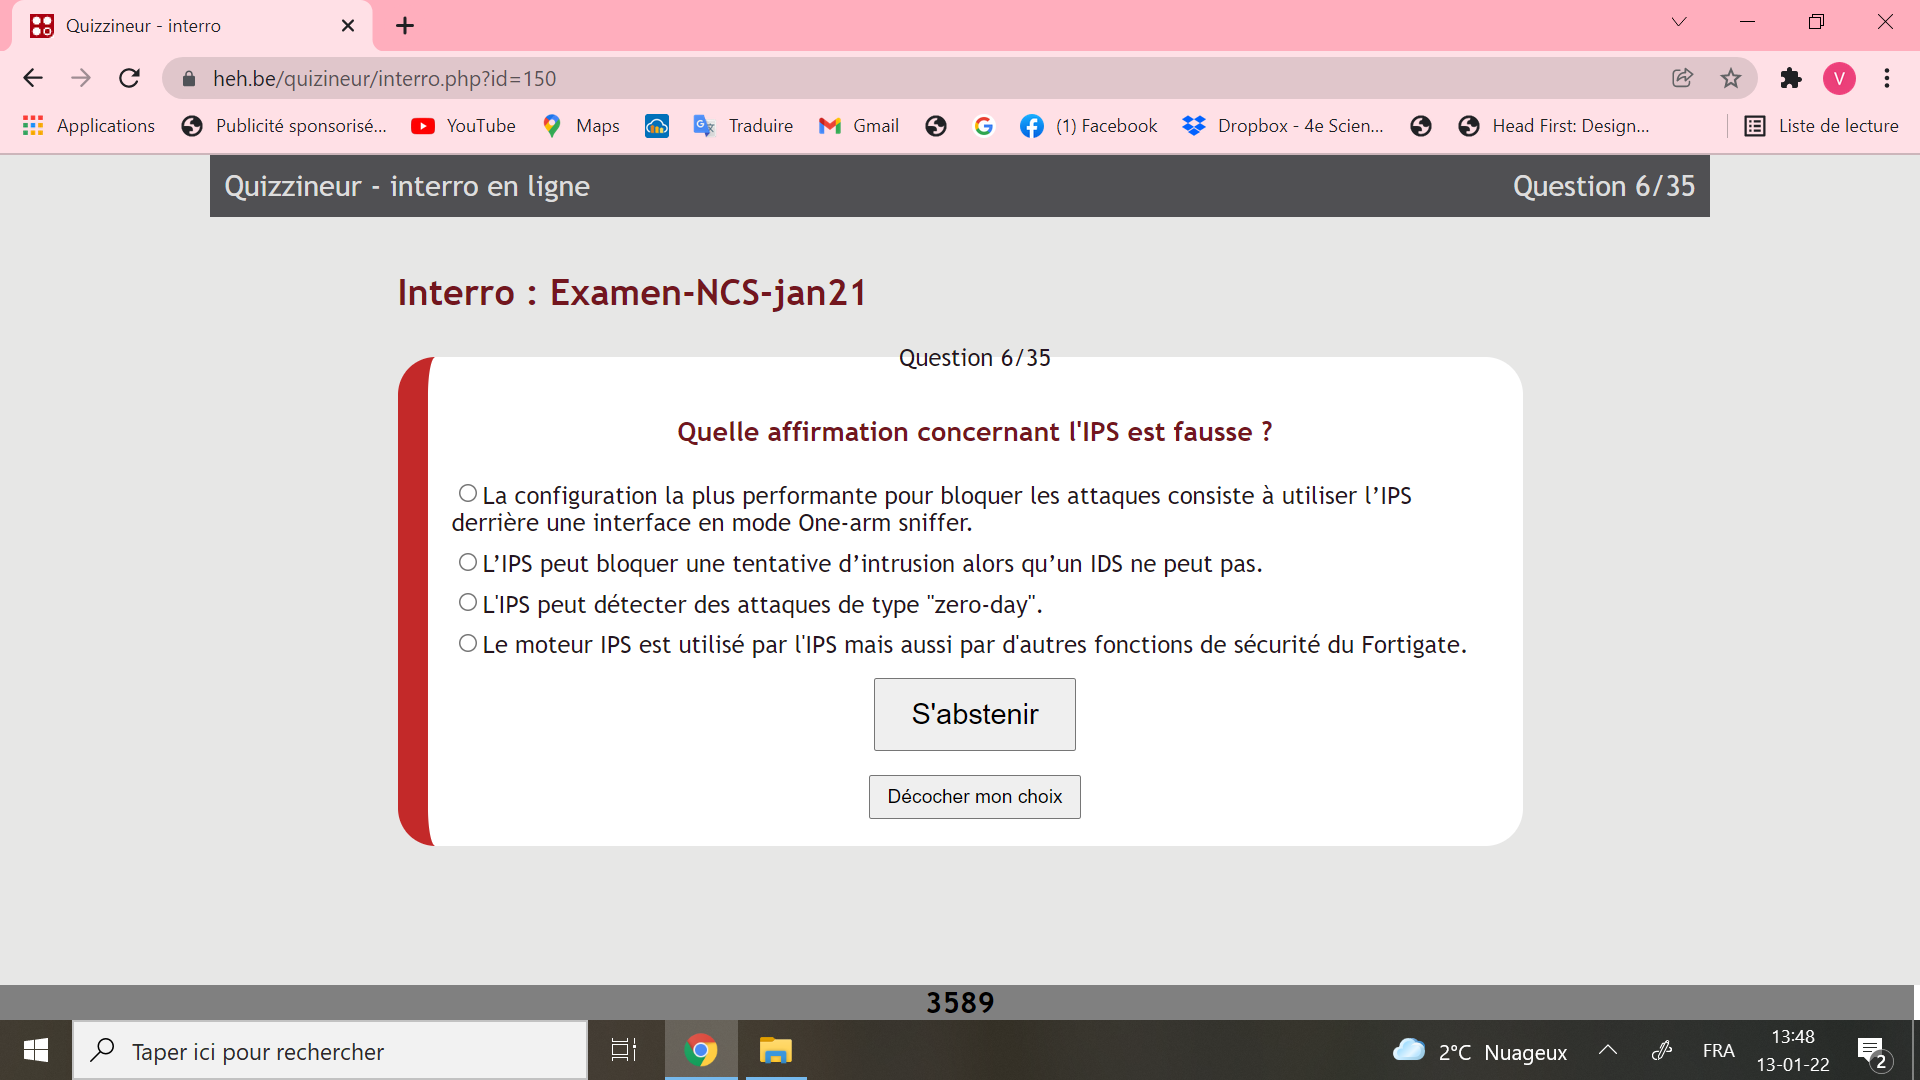 Quizzineur - interro
heh.be/quizineur/interro.php?id=150
V
Applications
Publicité sponsorisé...
YouTube
Maps
Traduire
Gmail
(1) Facebook
Dropbox - 4e Scien...
Head First: Design...
Liste de lecture
Quizzineur - interro en ligne
Question 6/35
Interro : Examen-NCS-jan21
Question 6/35
Quelle affirmation concernant l'IPS est fausse ?
La configuration la plus performante pour bloquer les attaques consiste à utiliser l’IPS
derrière une interface en mode One-arm sniffer.
L’IPS peut bloquer une tentative d’intrusion alors qu’un IDS ne peut pas.
L'IPS peut détecter des attaques de type "zero-day".
Le moteur IPS est utilisé par l'IPS mais aussi par d'autres fonctions de sécurité du Fortigate.
S'abstenir
Décocher mon choix
3589
Taper ici pour rechercher
2°C Nuageux
FRA
13:48
13-01-22
2